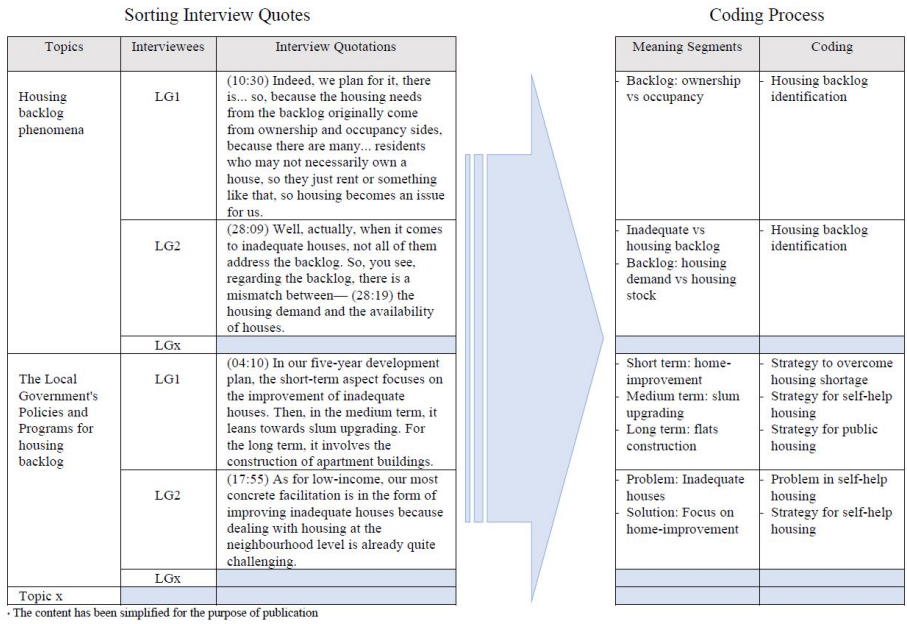 Sorting Interview Quotes
Coding Process
Topics
Interviewees
Interview Quotations
Meaning Segments
Coding
Housing
backlog
phenomena
LG1
(10:30) Indeed, we plan for it, there
is... so, because the housing needs
from the backlog originally come
from ownership and occupancy sides,
because there are many... residents
who may not necessarily own a
house, so they just rent or something
like that, so housing becomes an issue
for us.
- Backlog: ownership
vs occupancy
- Housing backlog
identification
LG2
(28:09) Well, actually, when it comes
to inadequate houses, not all of them
address the backlog. So, you see,
regarding the backlog, there is a
mismatch between— (28:19) the
housing demand and the availability
of houses.
- Inadequate vs
housing backlog
- Backlog: housing
demand vs housing
stock
- Housing backlog
identification
LGx
The Local
Government's
Policies and
Programs for
housing
backlog
LG1
(04:10) In our five-year development
plan, the short-term aspect focuses on
the improvement of inadequate
houses. Then, in the medium term, it
leans towards slum upgrading. For
the long term, it involves the
construction of apartment buildings.
- Short term: home-
improvement
- Medium term: slum
upgrading
- Long term: flats
construction
- Strategy to overcome
housing shortage
- Strategy for self-help
housing
- Strategy for public
housing
LG2
(17:55) As for low-income, our most
concrete facilitation is in the form of
improving inadequate houses because
dealing with housing at the
neighbourhood level is already quite
challenging.
- Problem: Inadequate
houses
- Solution: Focus on
home-improvement
- Problem in self-help
housing
- Strategy for self-help
housing
LGx
Topic x
· The content has been simplified for the purpose of publication